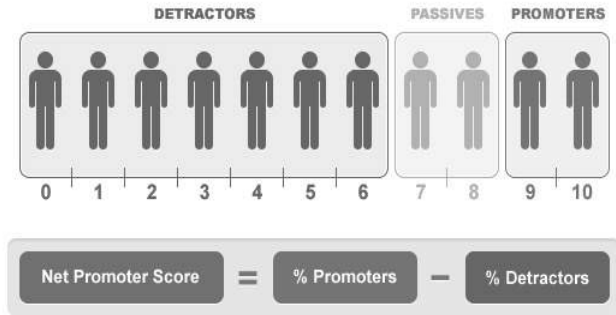 DETRACTORS PASSIVES PROMOTERS
0 1 2 3 4 5 6 7 8 9 10
Net Promoter Score = % Promoters − % Detractors